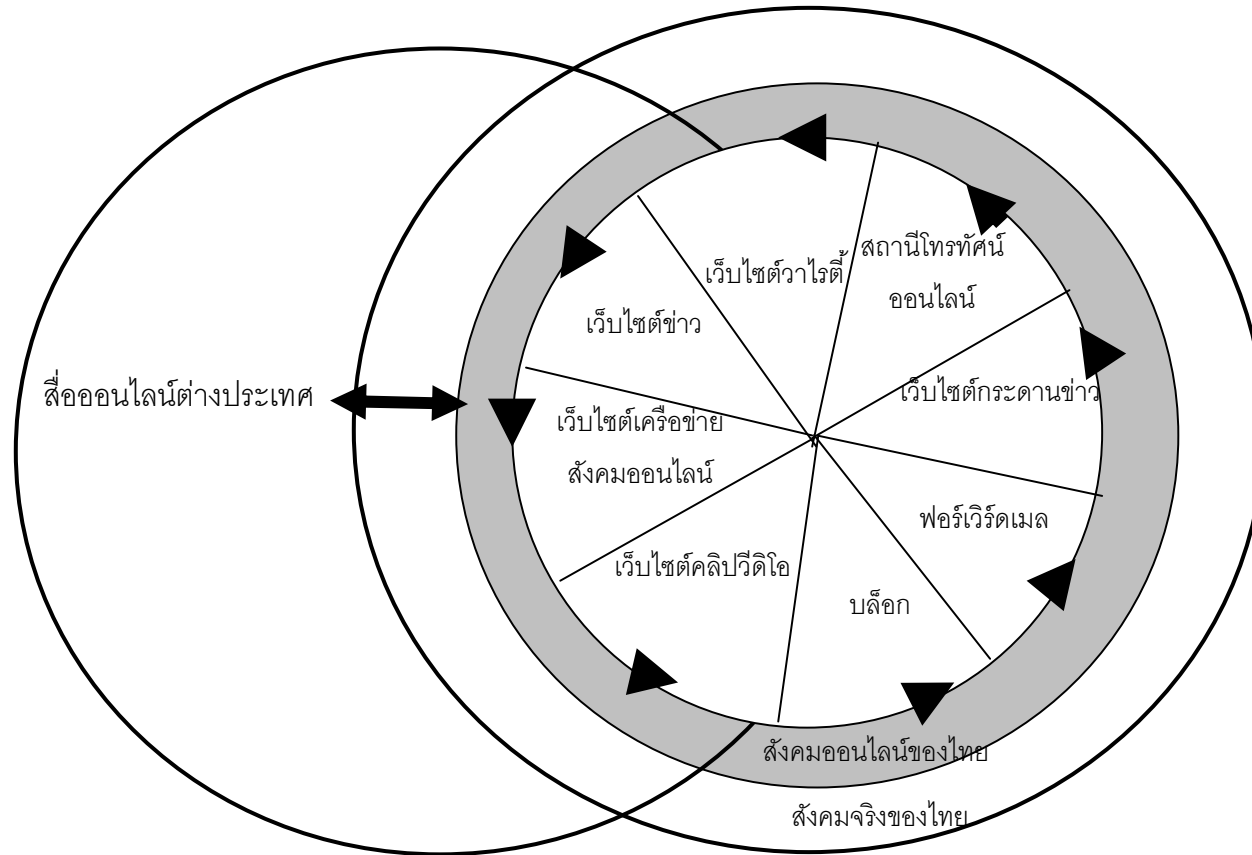 สถานีโทรทัศน์
ออนไลน์
เว็บไซต์วาไรตี้
เว็บไซต์ข่าว
สื่อออนไลน์ต่างประเทศ
เว็บไซต์กระดานข่าว
เว็บไซต์เครือข่าย
สังคมออนไลน์
ฟอร์เวิร์ดเมล
เว็บไซต์คลิปวีดิโอ
บล็อก
สังคมออนไลน์ของไทย
สังคมจริงของไทย